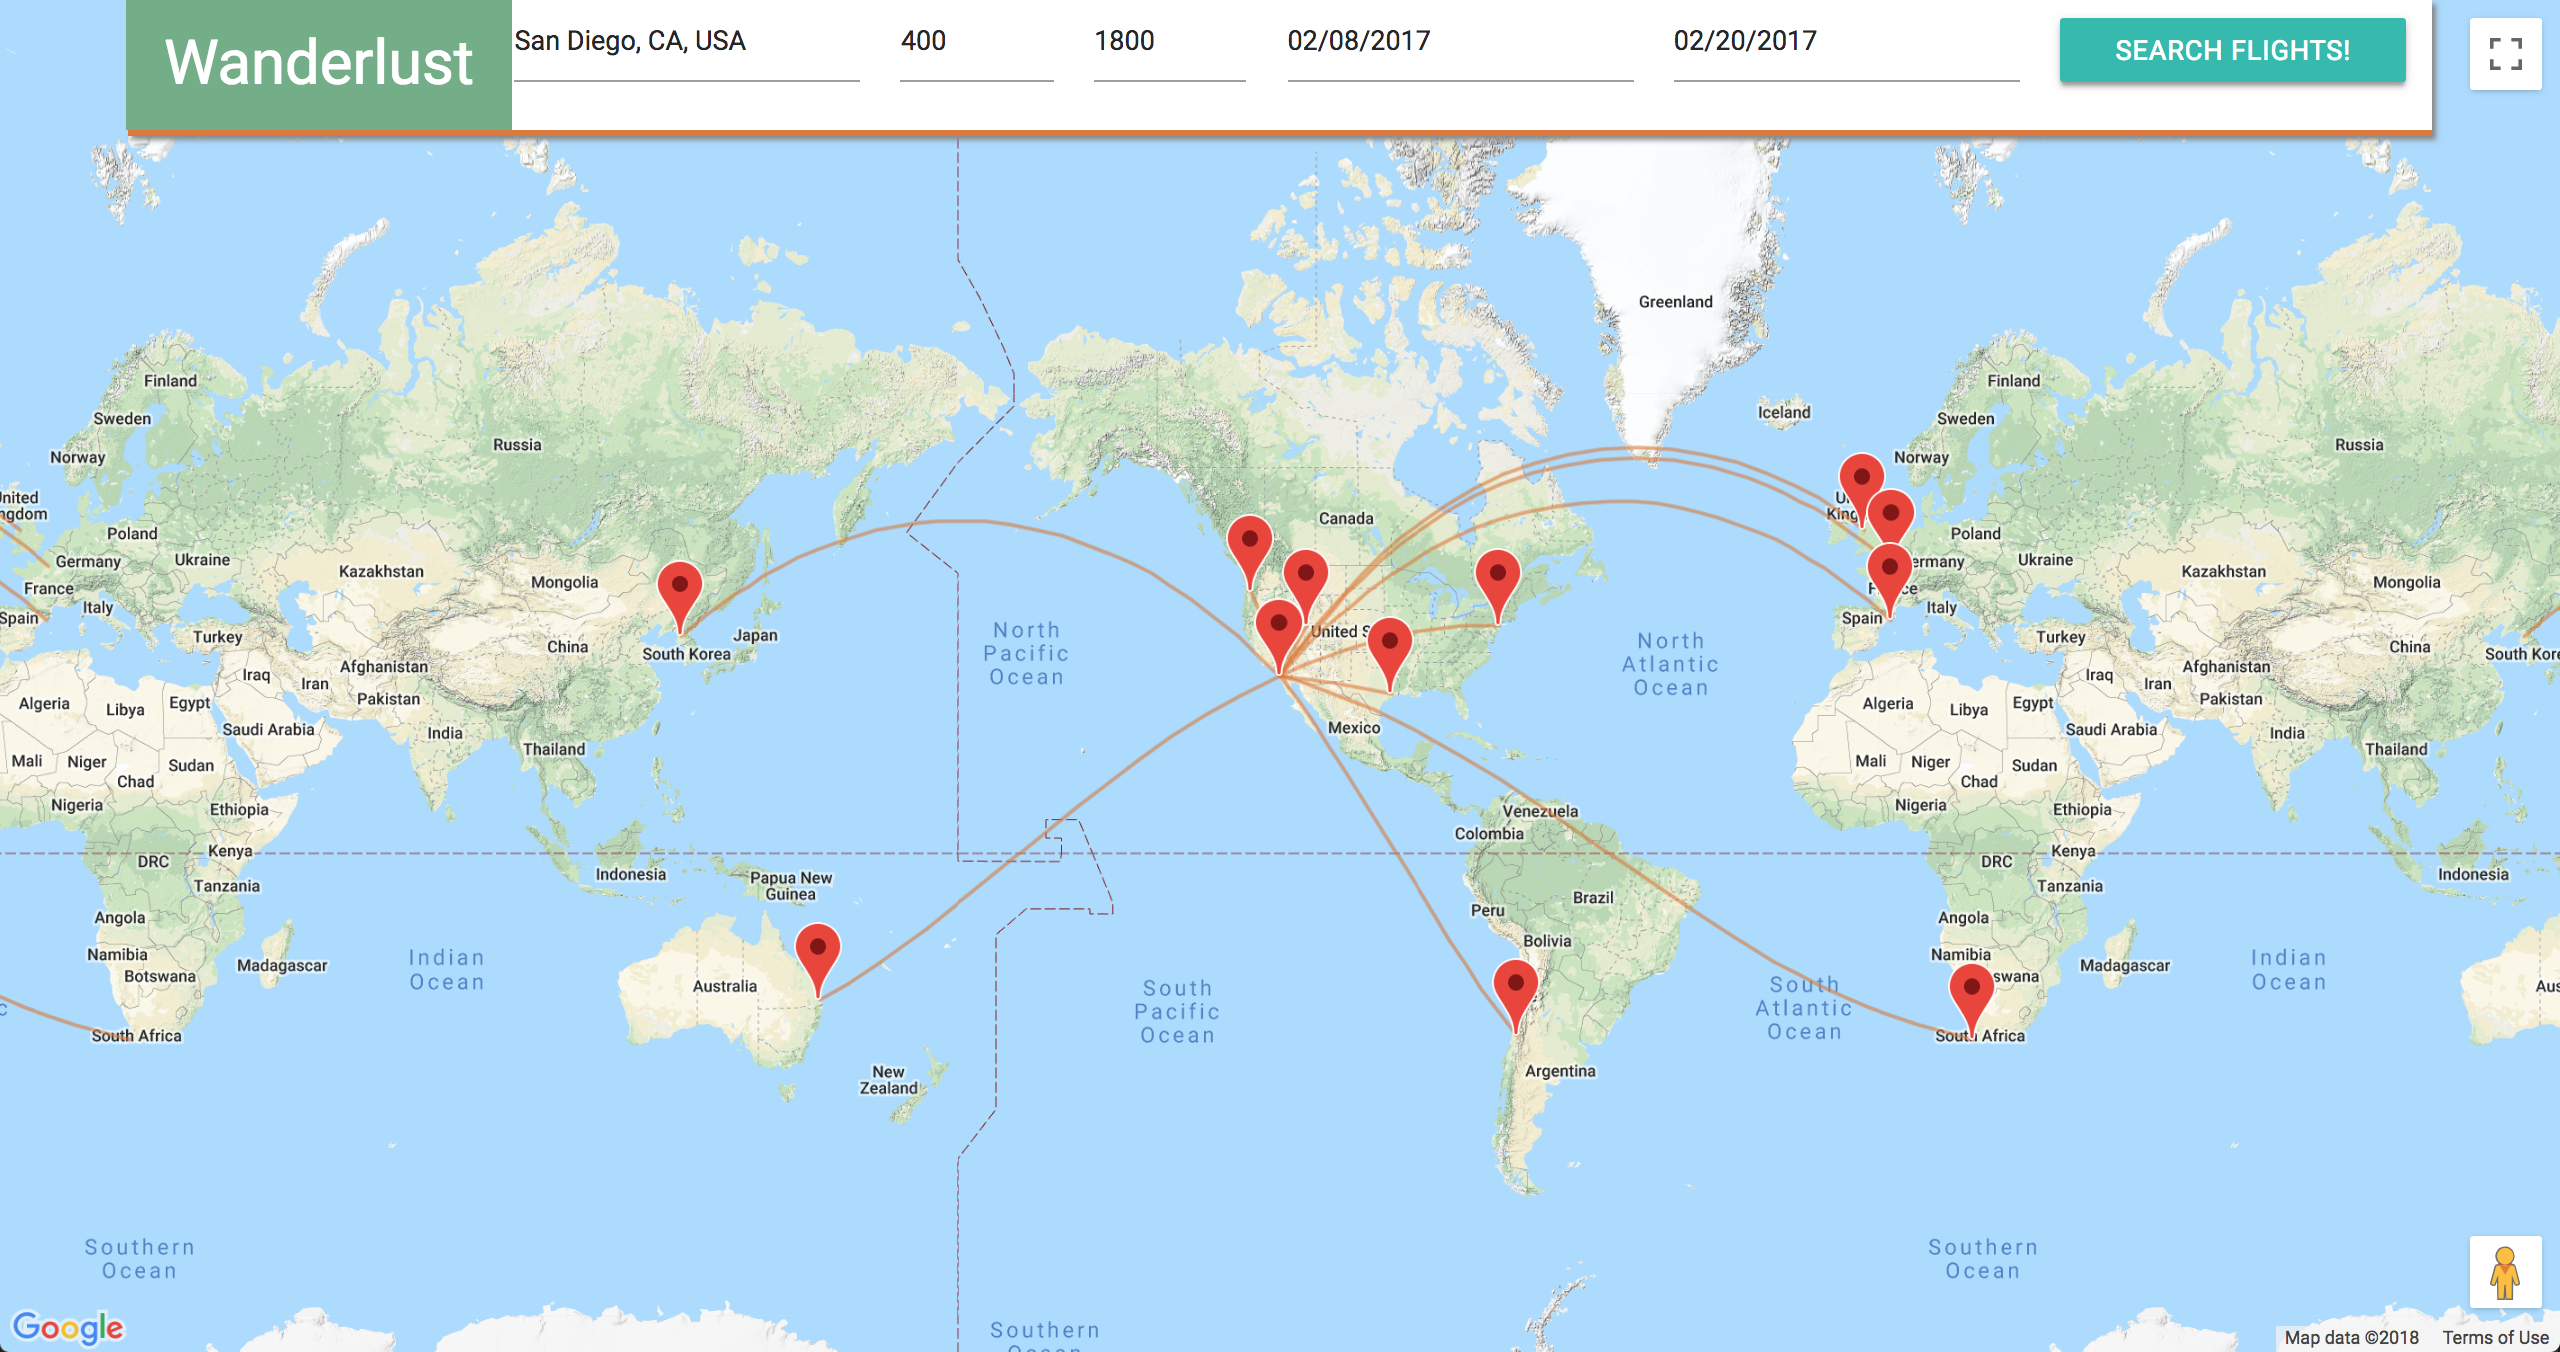 Wanderlust
San Diego, CA, USA
400
1800
02/08/2017
02/20/2017
SEARCH FLIGHTS!
Greenland
Finland
Sweden
Russia
Norway
Iceland
Finland
Sweden
Russia
Norway
Poland
Germany
Ukraine
Kazakhstan
Mongolia
France
Italy
Spain
Turkey
China
Japan
South Korea
Afghanistan
Iraq
Iran
Pakistan
Algeria
Libya
Egypt
Saudi Arabia
India
Thailand
Mali
Niger
Chad
Sudan
Nigeria
Ethiopia
DRC
Kenya
Tanzania
Indonesia
Papua New
Guinea
Angola
Namibia
Botswana
Madagascar
Indian
Ocean
Australia
South Africa
New
Zealand
North
Pacific
Ocean
Canada
United S
Mexico
North
Atlantic
Ocean
Venezuela
Colombia
Brazil
Peru
Bolivia
Argentina
South
Pacific
Ocean
South
Atlantic
Ocean
Poland
Ukraine
Kazakhstan
Mongolia
Italy
Spain
Turkey
China
Afghanistan
Iraq
Iran
Pakistan
Algeria
Libya
Egypt
Saudi Arabia
India
Thailand
Mali
Niger
Chad
Sudan
Nigeria
Ethiopia
DRC
Kenya
Tanzania
Indonesia
Angola
Namibia
Madagascar
Indian
Ocean
South Africa
Southern
Ocean
Southern
Southern
Ocean
Google
Map data ©2018
Terms of Use